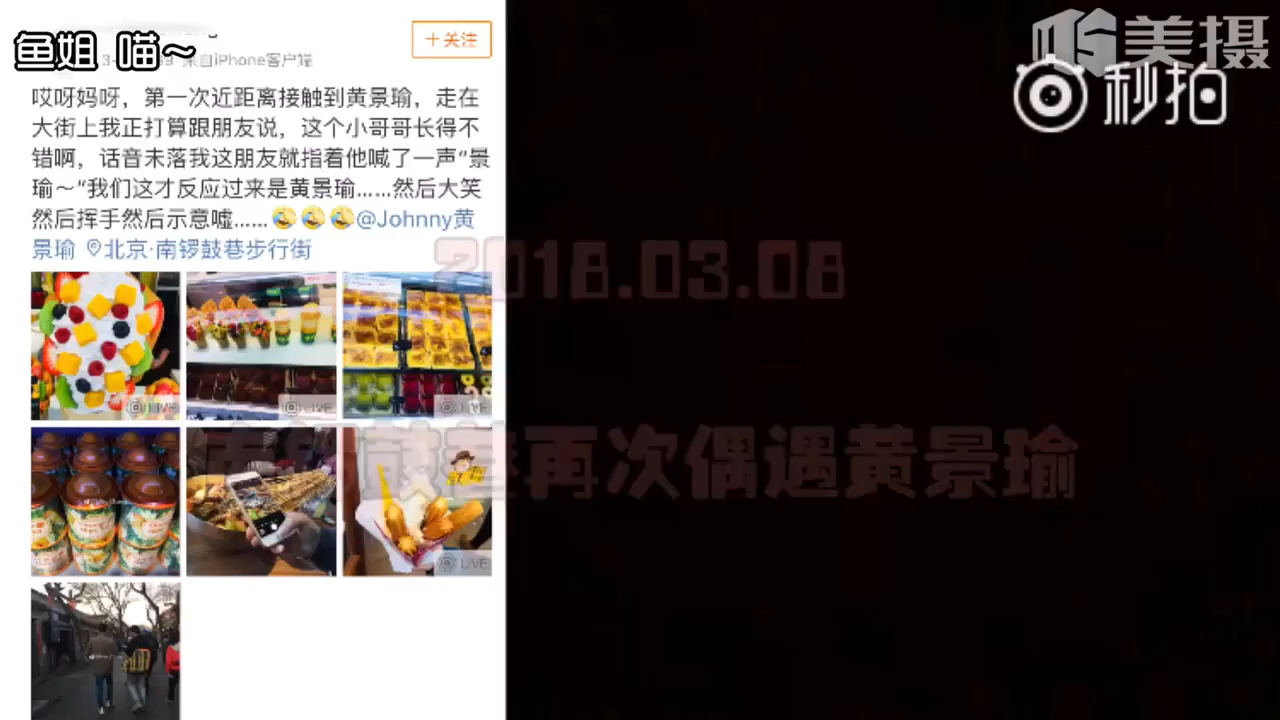 鱼姐 喵~
来自iPhone客户端
+关注
哎呀妈呀，第一次近距离接触到黄景瑜，走在
大街上我正打算跟朋友说，这个小哥哥长得不
错啊，话音未落我这朋友就指着他喊了一声“景
瑜～“我们这才反应过来是黄景瑜……然后大笑
然后挥手然后示意嘘……@Johnny黄
景瑜 北京·南锣鼓巷步行街
LIVE
LIVE
LIVE
LIVE
美摄
秒拍
2018.03.08
鼓巷再次偶遇黄景瑜